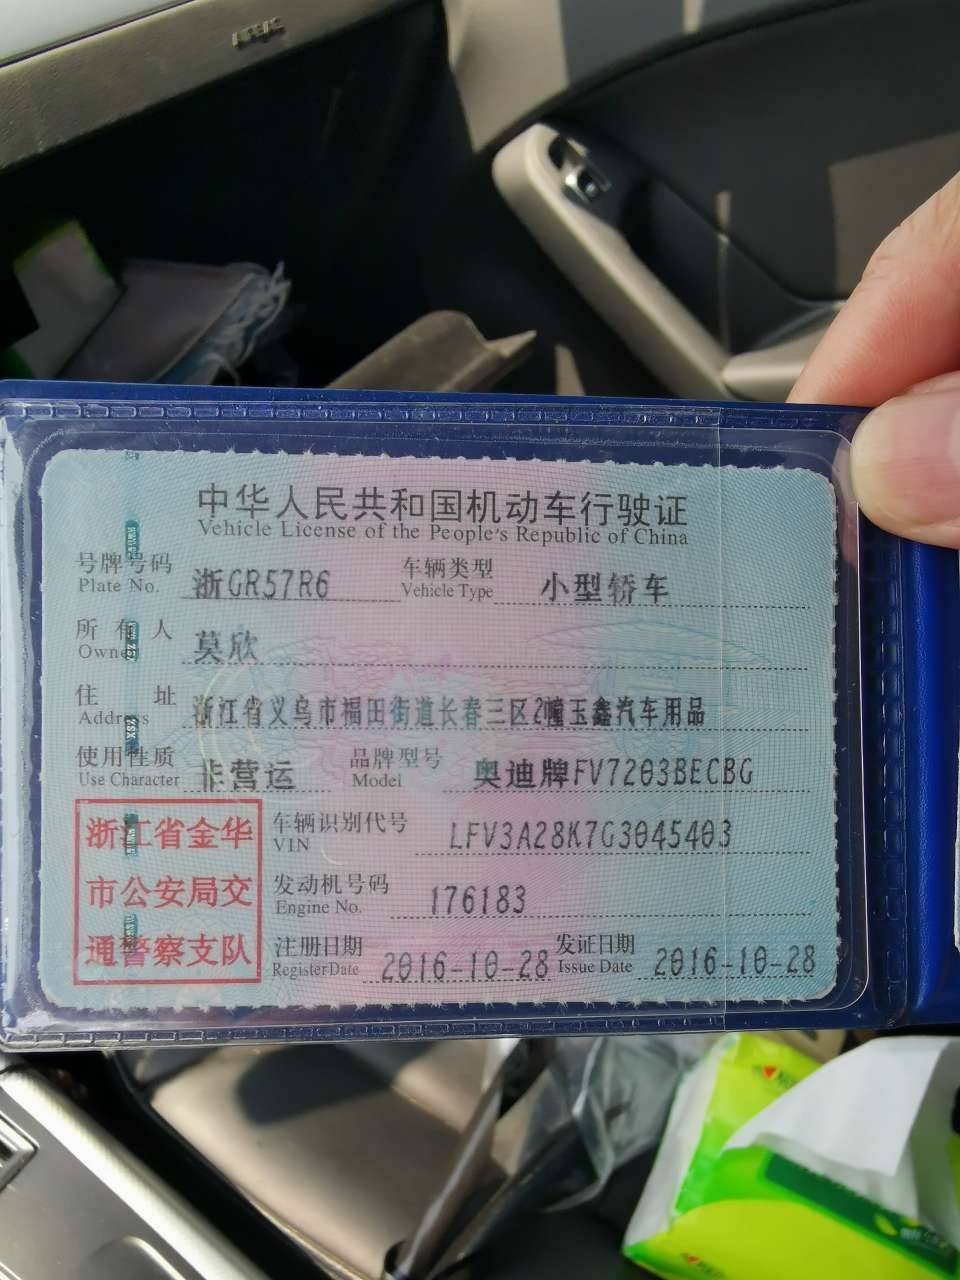 中华人民共和国机动车行驶证
Vehicle License of the People's Republic of China
号牌号码 浙GR57R6 车辆类型 小型轿车
Plate No. Vehicle Type
所有人 莫欣
Owner
住址 浙江省义乌市福田街道长春三区2幢玉鑫汽车用品
Address
使用性质 非营运 品牌型号 奥迪牌FV7203BECBG
Use Character Model
浙江省金华
市公安局交
通警察支队
车辆识别代号 LFV3A28K7G3045403
VIN
发动机号码 176183
Engine No.
注册日期 2016-10-28 发证日期 2016-10-28
Register Date Issue Date